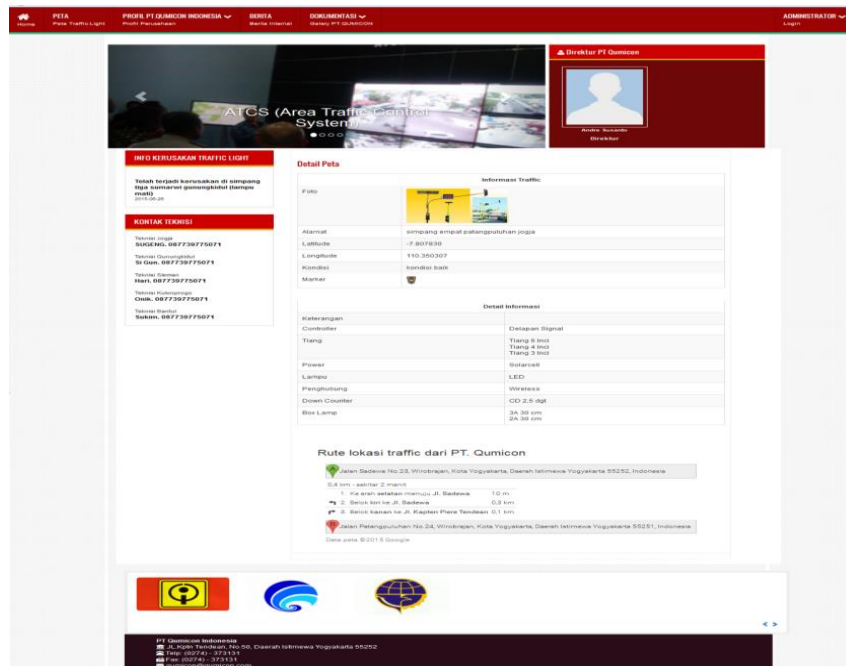 Home
PETA
Peta Traffic Light
PROFIL PT.QUMICON INDONESIA
Profil Perusahaan
BERITA
Berita Internal
DOKUMENTASI
Galery PT QUMICON
ADMINISTRATOR
Login
ATCS (Area Traffic Control
System)
Direktur PT Qumicon
Andre Susanto
Direktur
INFO KERUSAKAN TRAFFIC LIGHT
Telah terjadi kerusakan di simpang
tiga sumarwi gunungkidul (lampu
mati)
2015-06-26
KONTAK TEKNISI
Teknisi Jogja
SUGENG. 087739775071
Teknisi Gunungkidul
Si Gun. 087739775071
Teknisi Sleman
Hari. 087739775071
Teknisi Kulonprogo
Onik. 087739775071
Teknisi Bantul
Sukim. 087739775071
Detail Peta
Informasi Traffic
Foto
Alamat simpang empat patangpuluhan jogja
Latitude -7.807838
Longitude 110.350307
Kondisi kondisi baik
Marker
Detail Informasi
Keterangan
Controller Delapan Signal
Tiang Tiang 6 Inci
Tiang 4 Inci
Tiang 3 Inci
Power Solarcell
Lampu LED
Penghubung Wireless
Down Counter CD 2,5 dgt
Box Lamp 3A 30 cm
2A 30 cm
Rute lokasi traffic dari PT. Qumicon
Jalan Sadewa No.23, Wirobrajan, Kota Yogyakarta, Daerah Istimewa Yogyakarta 55252, Indonesia
0,4 km - sekitar 2 menit
1. Ke arah selatan menuju Jl. Sadewa 10 m
2. Belok kiri ke Jl. Sadewa 0,3 km
3. Belok kanan ke Jl. Kapten Piere Tendean 0,1 km
Jalan Patangpuluhan No.24, Wirobrajan, Kota Yogyakarta, Daerah Istimewa Yogyakarta 55251, Indonesia
Data peta ©2015 Google
PT Qumicon Indonesia
JL.Kptn Tendean, No.50, Daerah Istimewa Yogyakarta 55252
Telp: (0274) - 373131
Fax: (0274) - 373131
qumicon@qumicon.com